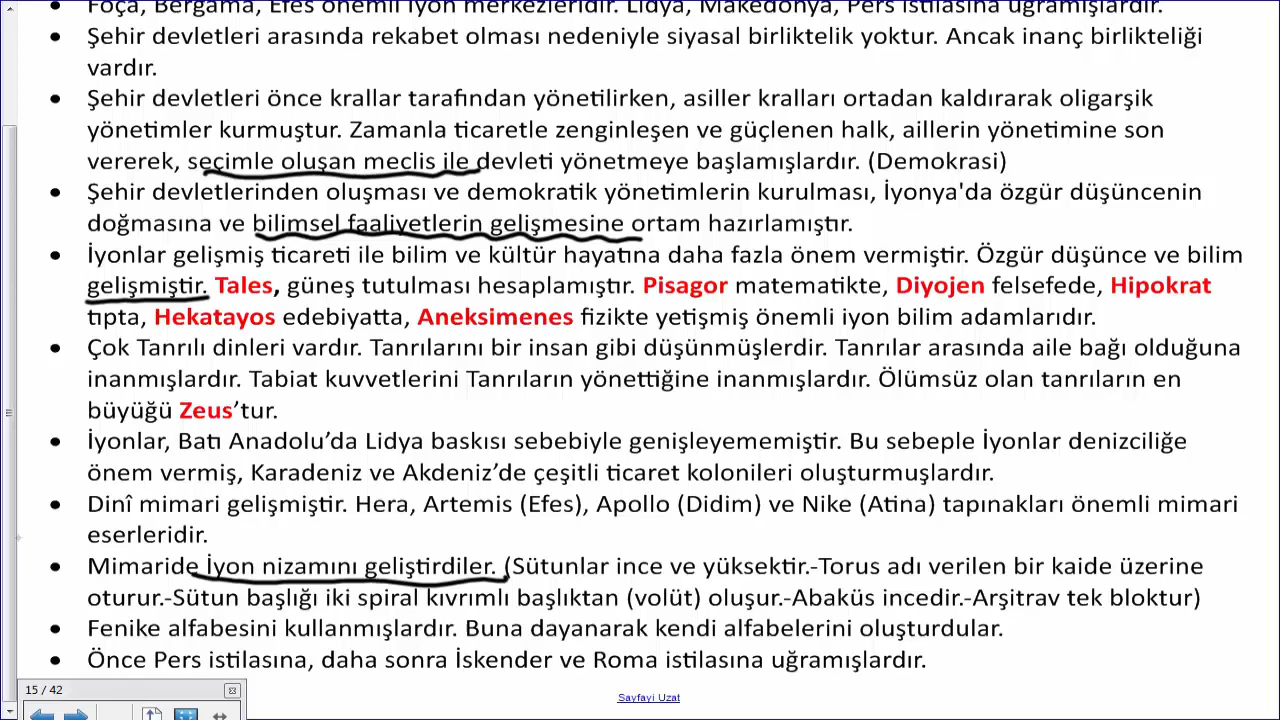 Foça, Bergama, Efes önemli İyon merkezleridir. Lidya, Makedonya, Pers istilasına uğramışlardır.
• Şehir devletleri arasında rekabet olması nedeniyle siyasal birliktelik yoktur. Ancak inanç birlikteliği
vardır.
• Şehir devletleri önce krallar tarafından yönetilirken, asiller kralları ortadan kaldırarak oligarşik
yönetimler kurmuştur. Zamanla ticaretle zenginleşen ve güçlenen halk, aillerin yönetimine son
vererek, seçimle oluşan meclis ile devleti yönetmeye başlamışlardır. (Demokrasi)
• Şehir devletlerinden oluşması ve demokratik yönetimlerin kurulması, İyonya'da özgür düşüncenin
doğmasına ve bilimsel faaliyetlerin gelişmesine ortam hazırlamıştır.
• İyonlar gelişmiş ticareti ile bilim ve kültür hayatına daha fazla önem vermiştir. Özgür düşünce ve bilim
gelişmiştir. Tales, güneş tutulması hesaplamıştır. Pisagor matematikte, Diyojen felsefede, Hipokrat
tıpta, Hekatayos edebiyatta, Aneksimenes fizikte yetişmiş önemli iyon bilim adamlarıdır.
• Çok Tanrılı dinleri vardır. Tanrılarını bir insan gibi düşünmüşlerdir. Tanrılar arasında aile bağı olduğuna
inanmışlardır. Tabiat kuvvetlerini Tanrıların yönettiğine inanmışlardır. Ölümsüz olan tanrıların en
büyüğü Zeus’tur.
• İyonlar, Batı Anadolu’da Lidya baskısı sebebiyle genişleyememiştir. Bu sebeple İyonlar denizciliğe
önem vermiş, Karadeniz ve Akdeniz’de çeşitli ticaret kolonileri oluşturmuşlardır.
• Dinî mimari gelişmiştir. Hera, Artemis (Efes), Apollo (Didim) ve Nike (Atina) tapınakları önemli mimari
eserleridir.
• Mimaride İyon nizamını geliştirdiler. (Sütunlar ince ve yüksektir.-Torus adı verilen bir kaide üzerine
oturur.-Sütun başlığı iki spiral kıvrımlı başlıktan (volüt) oluşur.-Abaküs incedir.-Arşitrav tek bloktur)
• Fenike alfabesini kullanmışlardır. Buna dayanarak kendi alfabelerini oluşturdular.
• Önce Pers istilasına, daha sonra İskender ve Roma istilasına uğramışlardır.
15 / 42
Sayfayi Uzat